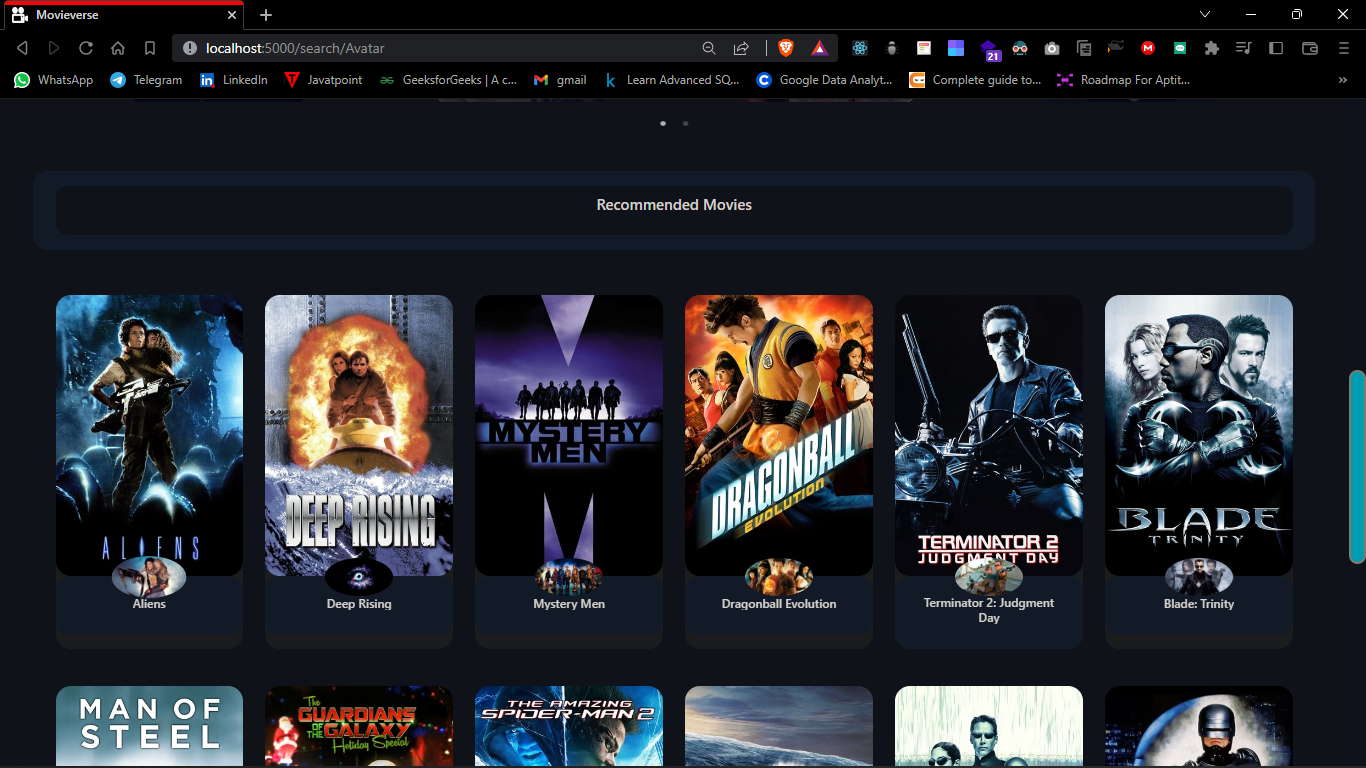 Movieverse
localhost:5000/search/Avatar
21
WhatsApp
Telegram
LinkedIn
Javatpoint
GeeksforGeeks | A c...
gmail
Learn Advanced SQ...
Google Data Analyt...
Complete guide to...
Roadmap For Aptit...
Recommended Movies
ALIENS
DEEP RISING
MYSTERY
MEN
DRAGONBALL
EVOLUTION
TERMINATOR 2
JUDGMENT DAY
BLADE
TRINITY
Aliens
Deep Rising
Mystery Men
Dragonball Evolution
Terminator 2: Judgment
Day
Blade: Trinity
MAN OF
STEEL
THE
GUARDIANS
OF THE GALAXY
Holiday Special
THE AMAZING
SPIDER-MAN 2